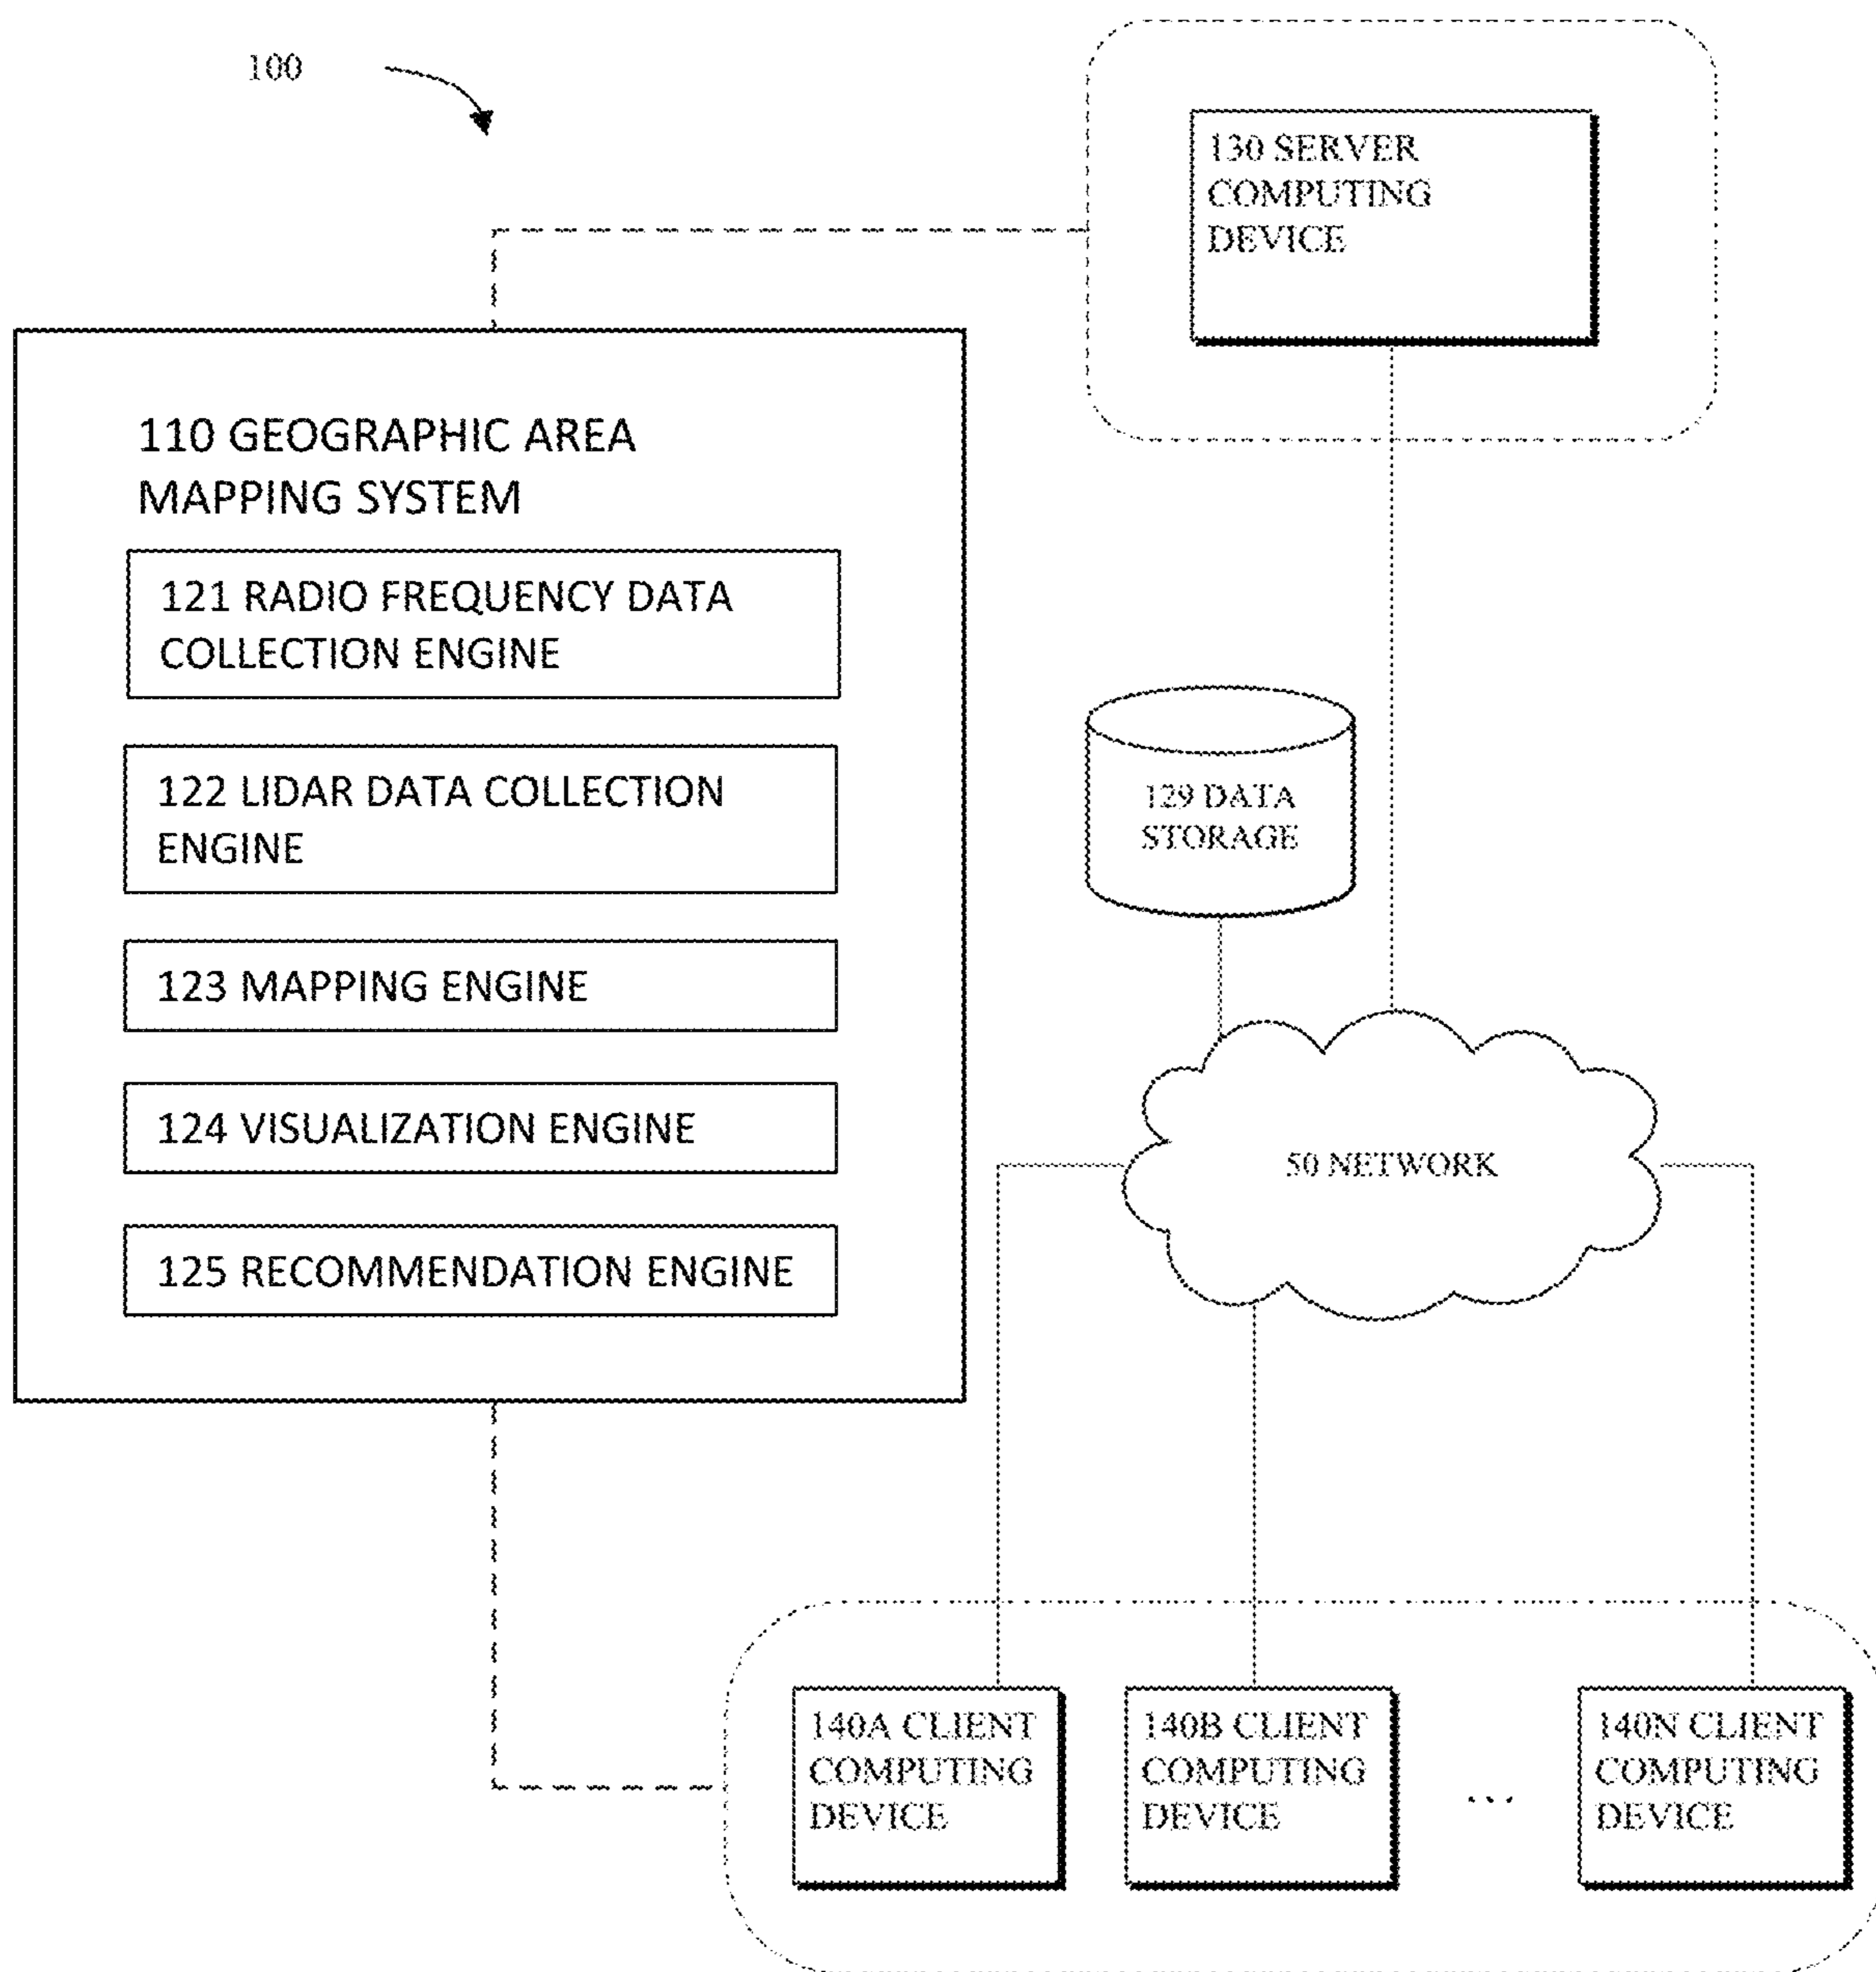 100
130 SERVER
COMPUTING
DEVICE
110 GEOGRAPHIC AREA
MAPPING SYSTEM
121 RADIO FREQUENCY DATA
COLLECTION ENGINE
122 LIDAR DATA COLLECTION
ENGINE
123 MAPPING ENGINE
124 VISUALIZATION ENGINE
125 RECOMMENDATION ENGINE
129 DATA
STORAGE
50 NETWORK
140A CLIENT
COMPUTING
DEVICE
140B CLIENT
COMPUTING
DEVICE
...
140N CLIENT
COMPUTING
DEVICE